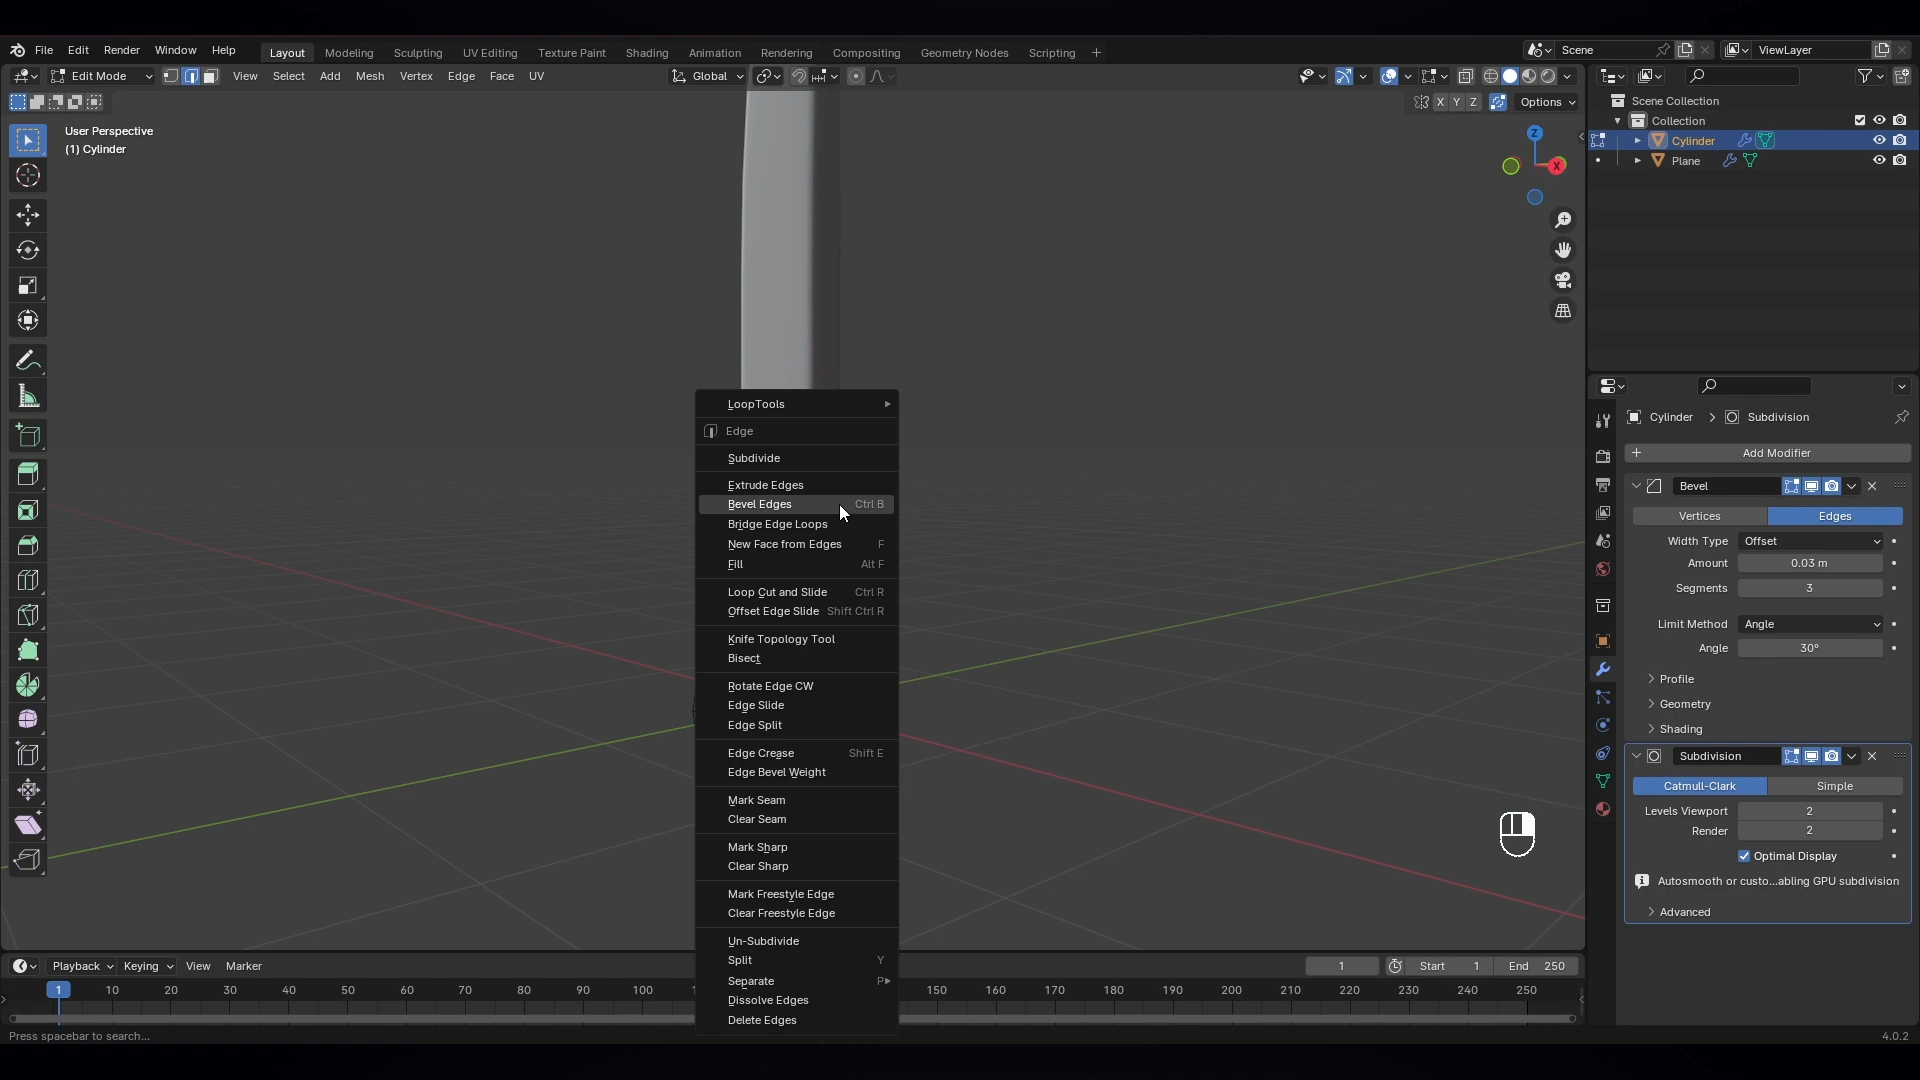 File Edit Render Window Help Layout Modeling Sculpting UV Editing Texture Paint Shading Animation Rendering Compositing Geometry Nodes Scripting + Scene ViewLayer
Edit Mode View Select Add Mesh Vertex Edge Face UV Global
X Y Z Options
User Perspective
(1) Cylinder
Z
X
Scene Collection
Collection
Cylinder
Plane
LoopTools
Edge
Subdivide
Extrude Edges
Bevel Edges Ctrl B
Bridge Edge Loops
New Face from Edges F
Fill Alt F
Loop Cut and Slide Ctrl R
Offset Edge Slide Shift Ctrl R
Knife Topology Tool
Bisect
Rotate Edge CW
Edge Slide
Edge Split
Edge Crease Shift E
Edge Bevel Weight
Mark Seam
Clear Seam
Mark Sharp
Clear Sharp
Mark Freestyle Edge
Clear Freestyle Edge
Un-Subdivide
Split Y
Separate P
Dissolve Edges
Delete Edges
Cylinder > Subdivision
+ Add Modifier
Bevel
Vertices Edges
Width Type Offset
Amount 0.03 m
Segments 3
Limit Method Angle
Angle 30°
Profile
Geometry
Shading
Subdivision
Catmull-Clark Simple
Levels Viewport 2
Render 2
Optimal Display
Autosmooth or custo...abling GPU subdivision
Advanced
Playback Keying View Marker 1 Start 1 End 250
1 10 20 30 40 50 60 70 80 90 100 150 160 170 180 190 200 210 220 230 240 250
Press spacebar to search... 4.0.2